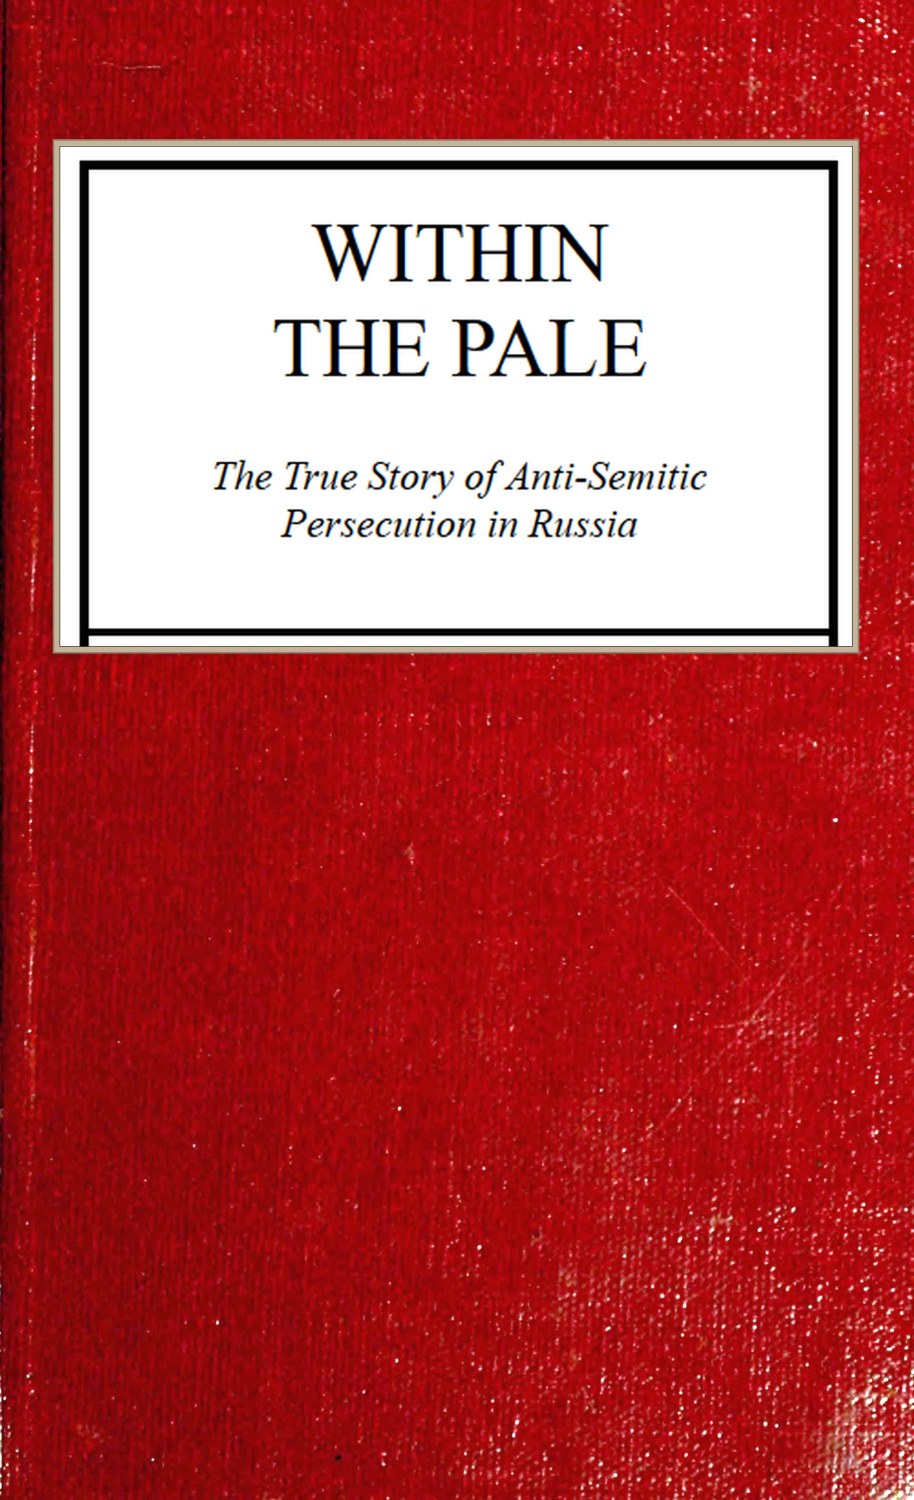 WITHIN
THE PALE
The True Story of Anti-Semitic
Persecution in Russia